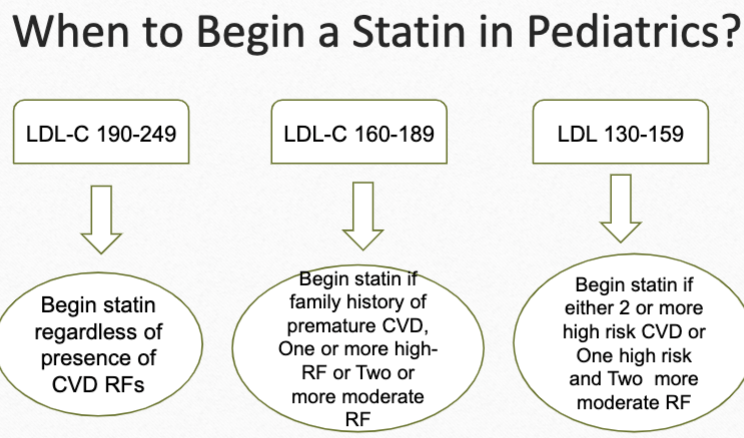 When to Begin a Statin in Pediatrics?
LDL-C 190-249
LDL-C 160-189
LDL 130-159
Begin statin
regardless of
presence of
CVD RFs
Begin statin if
family history of
premature CVD,
One or more high-
RF or Two or
more moderate
RF
Begin statin if
either 2 or more
high risk CVD or
One high risk
and Two more
moderate RF